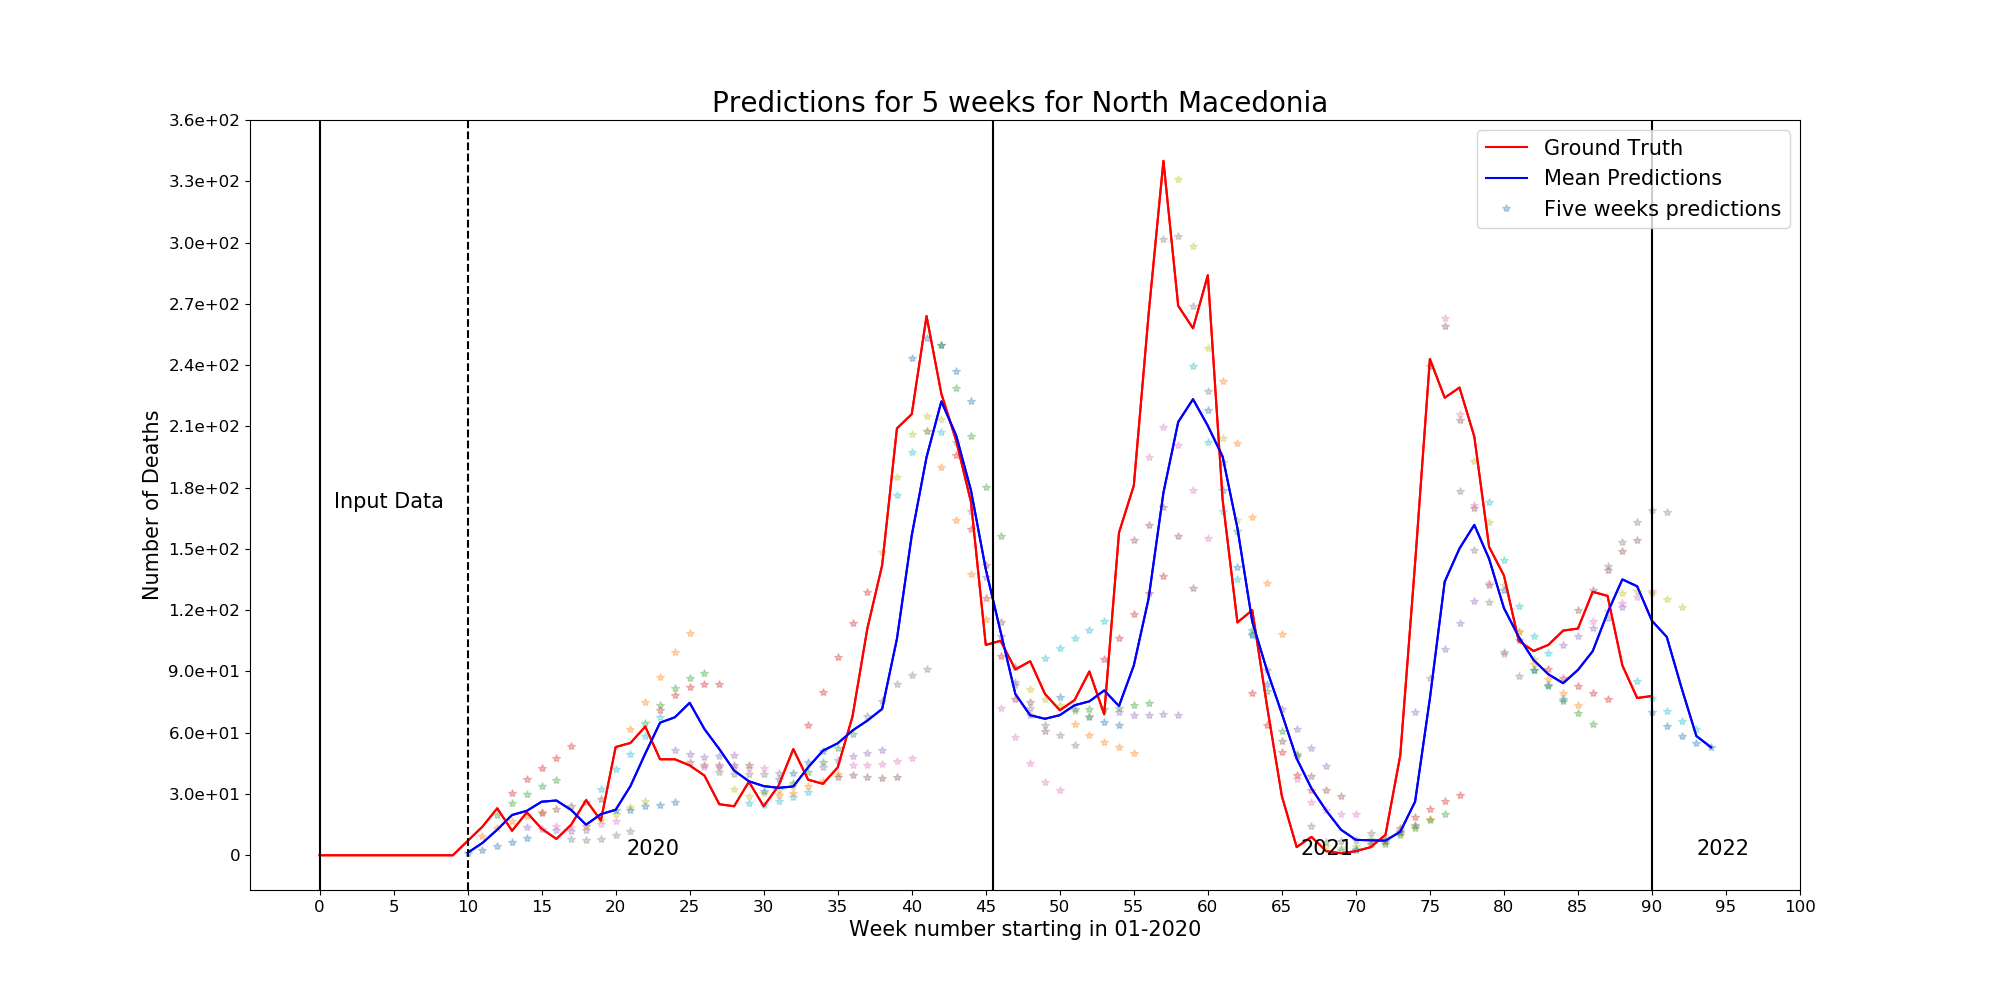 Predictions for 5 weeks for North Macedonia
3.6e+02
3.3e+02
3.0e+02
2.7e+02
2.4e+02
2.1e+02
1.8e+02
1.5e+02
1.2e+02
9.0e+01
6.0e+01
3.0e+01
0
Number of Deaths
Ground Truth
Mean Predictions
Five weeks predictions
Input Data
2020
2021
2022
0 5 10 15 20 25 30 35 40 45 50 55 60 65 70 75 80 85 90 95 100
Week number starting in 01-2020